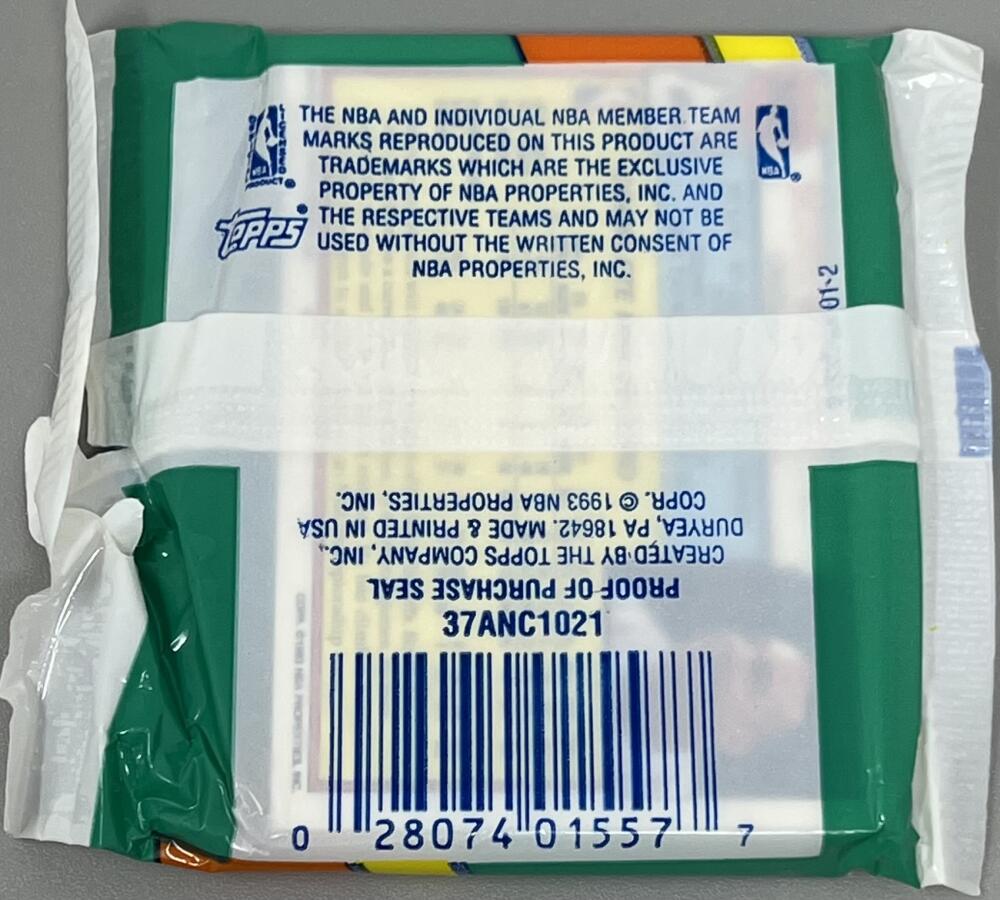 THE NBA AND INDIVIDUAL NBA MEMBER TEAM
MARKS REPRODUCED ON THIS PRODUCT ARE
TRADEMARKS WHICH ARE THE EXCLUSIVE
PROPERTY OF NBA PROPERTIES, INC. AND
THE RESPECTIVE TEAMS AND MAY NOT BE
USED WITHOUT THE WRITTEN CONSENT OF
NBA PROPERTIES, INC.
NBA
NBA
TOPPS
01-2
COPR. © 1993 NBA PROPERTIES, INC.
DURYEA, PA 18642. MADE & PRINTED IN USA
CREATED BY THE TOPPS COMPANY, INC.,
PROOF OF PURCHASE SEAL
37ANC1021
0 28074 01557 7